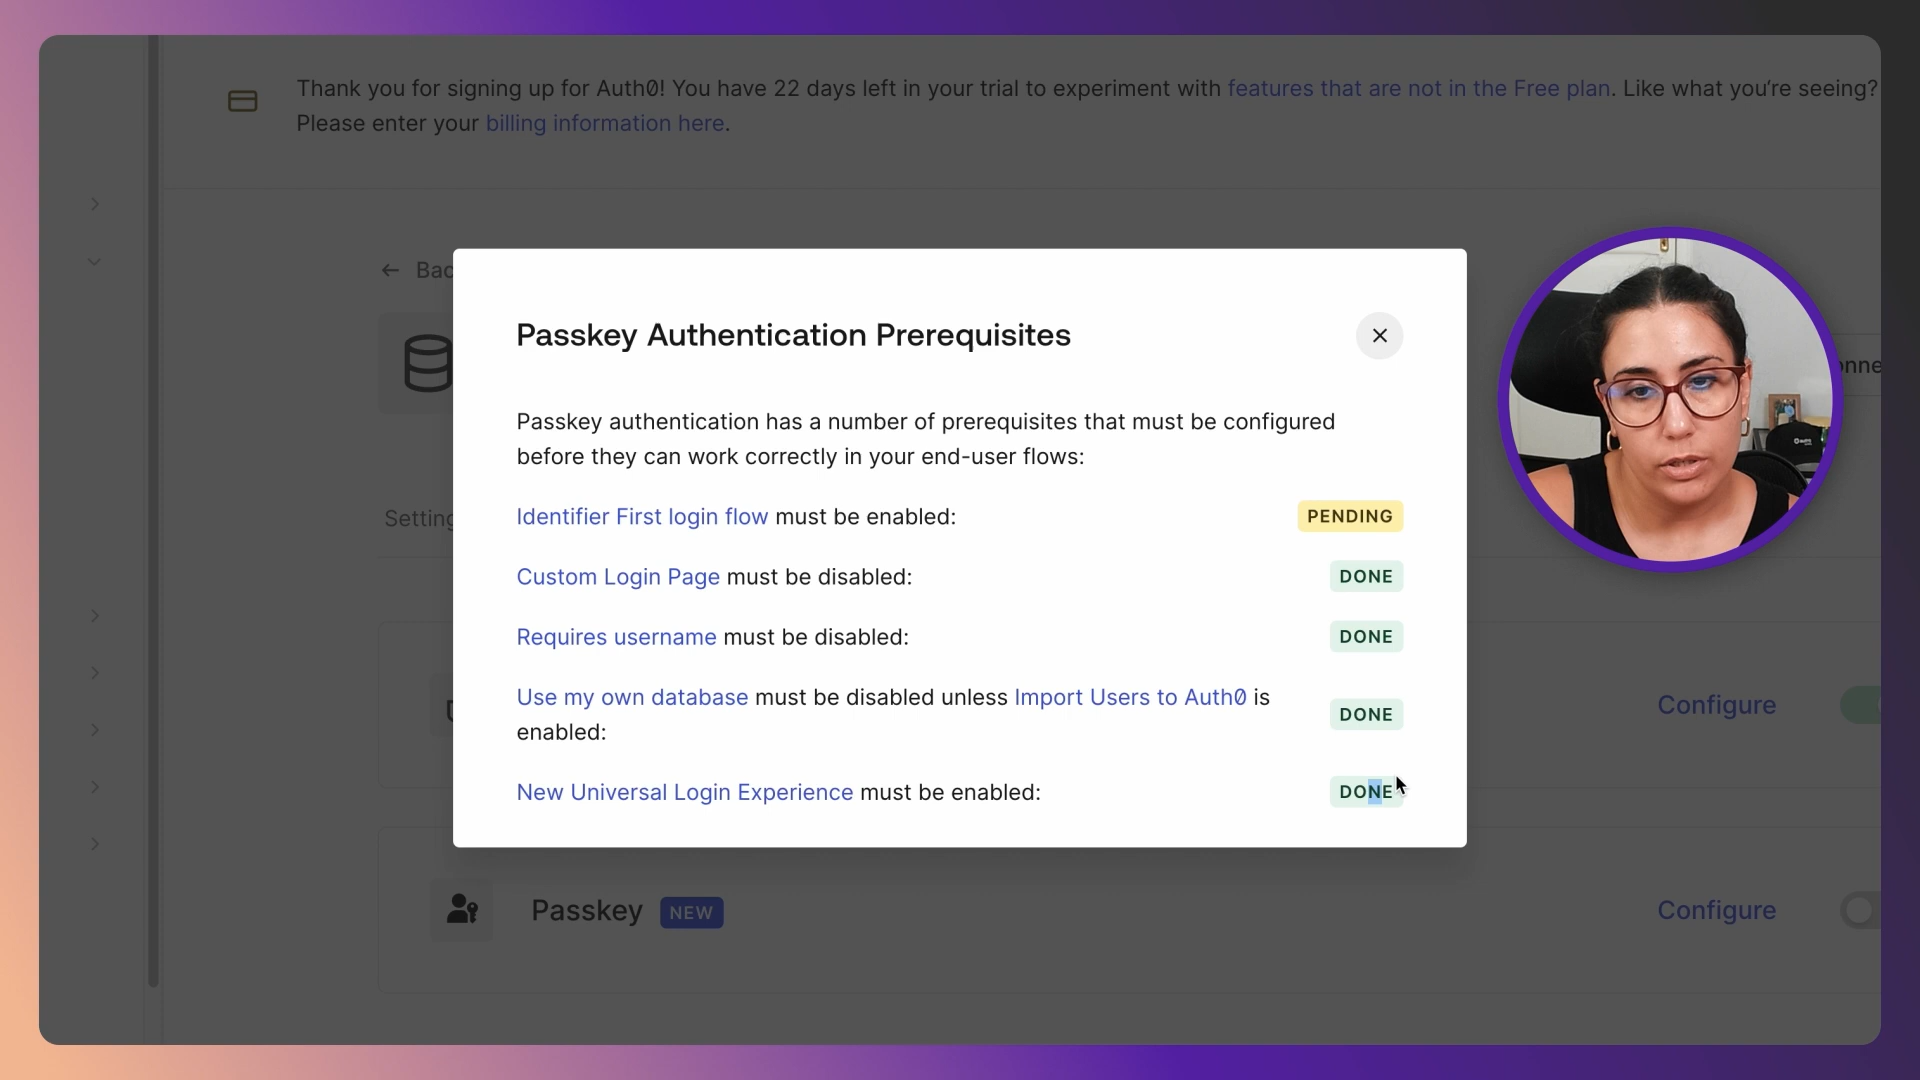 Thank you for signing up for Auth0! You have 22 days left in your trial to experiment with features that are not in the Free plan. Like what you're seeing?
Please enter your billing information here.
← Bac
Passkey Authentication Prerequisites
Passkey authentication has a number of prerequisites that must be configured
before they can work correctly in your end-user flows:
Identifier First login flow must be enabled: PENDING
Custom Login Page must be disabled: DONE
Requires username must be disabled: DONE
Use my own database must be disabled unless Import Users to Auth0 is
enabled: DONE
New Universal Login Experience must be enabled: DONE
Setting
Configure
Passkey NEW Configure